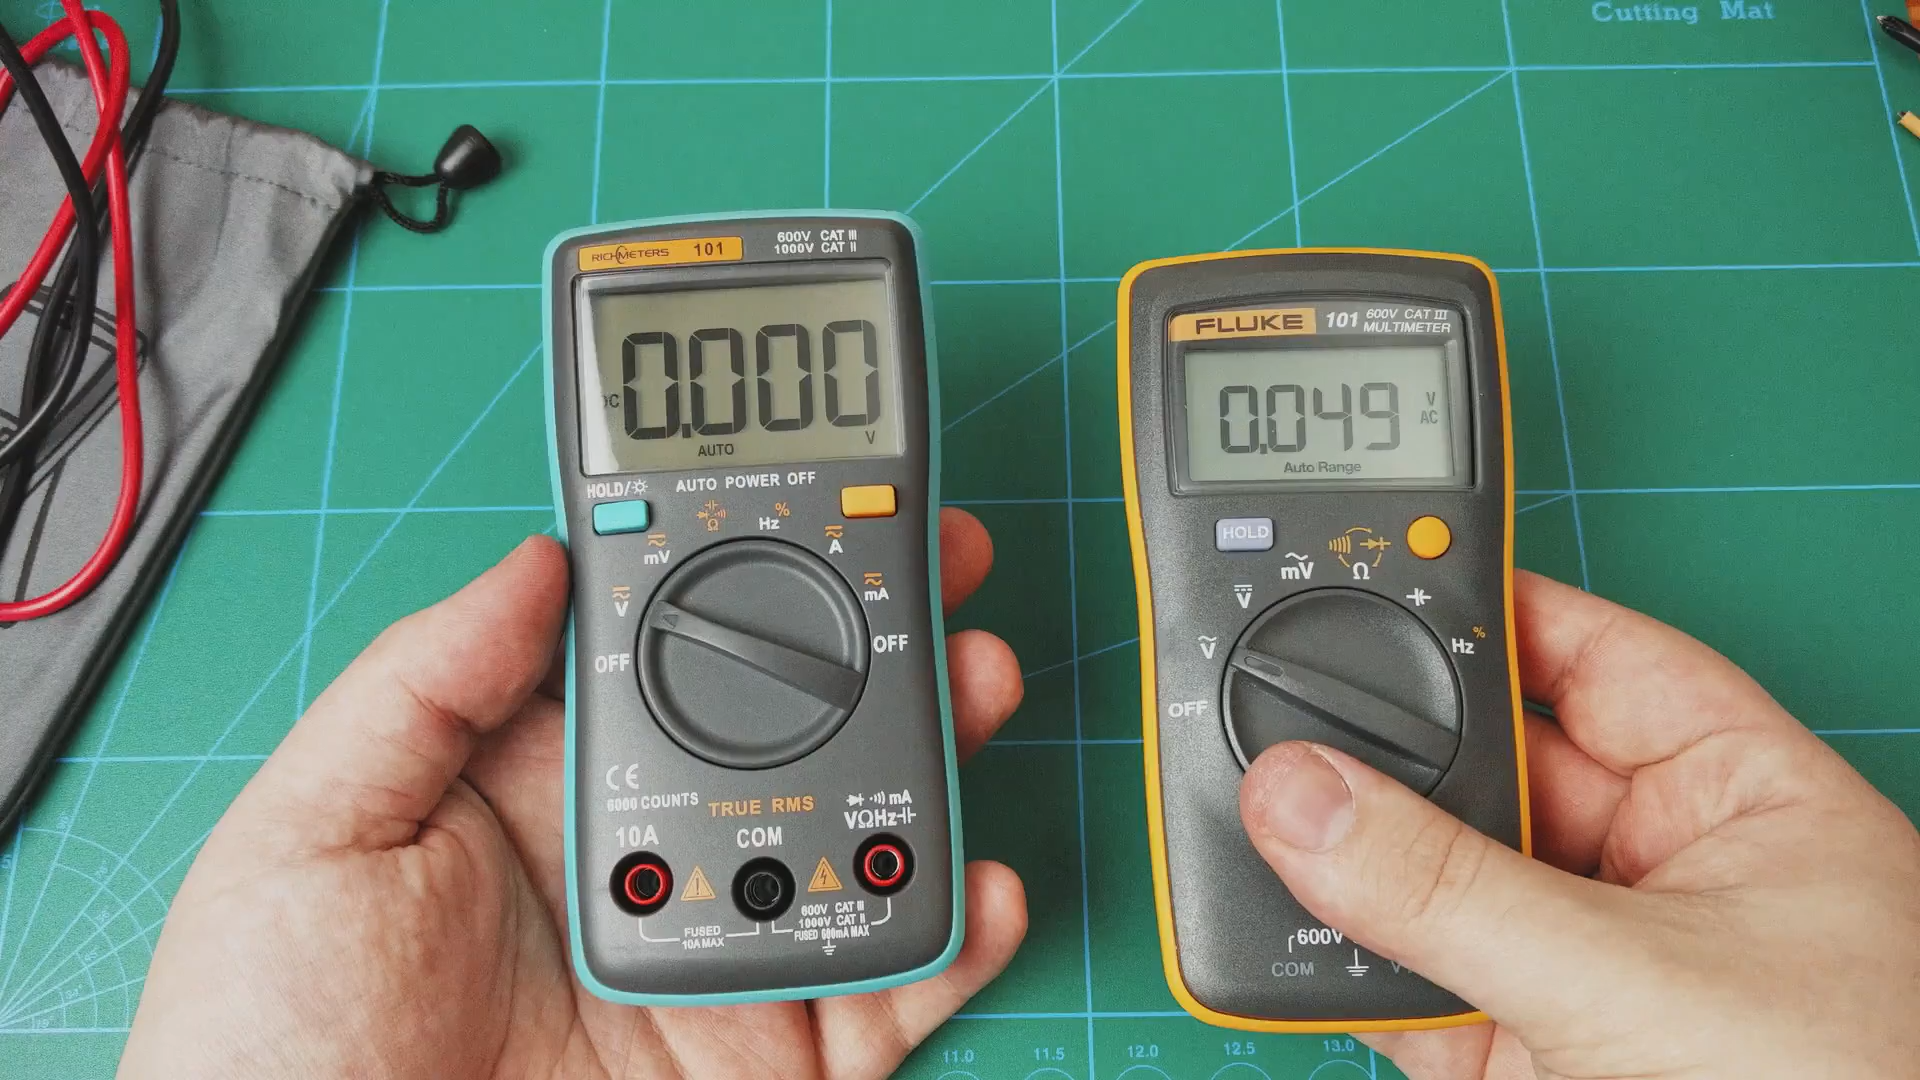 Cutting Mat
RICHMETERS 101
600V CAT III
1000V CAT II
0.000
AUTO
V
HOLD/
AUTO POWER OFF
mV
Ω
Hz %
A
mA
V
OFF
OFF
CE
6000 COUNTS
TRUE RMS
mA
VΩHz
10A
COM
FUSED
10A MAX
600V CAT III
1000V CAT II
FUSED 600mA MAX
FLUKE 101 600V CAT III
MULTIMETER
0.049
V
AC
Auto Range
HOLD
mV
Ω
V
Hz %
V
OFF
600V
COM
11.0 11.5 12.0 12.5 13.0